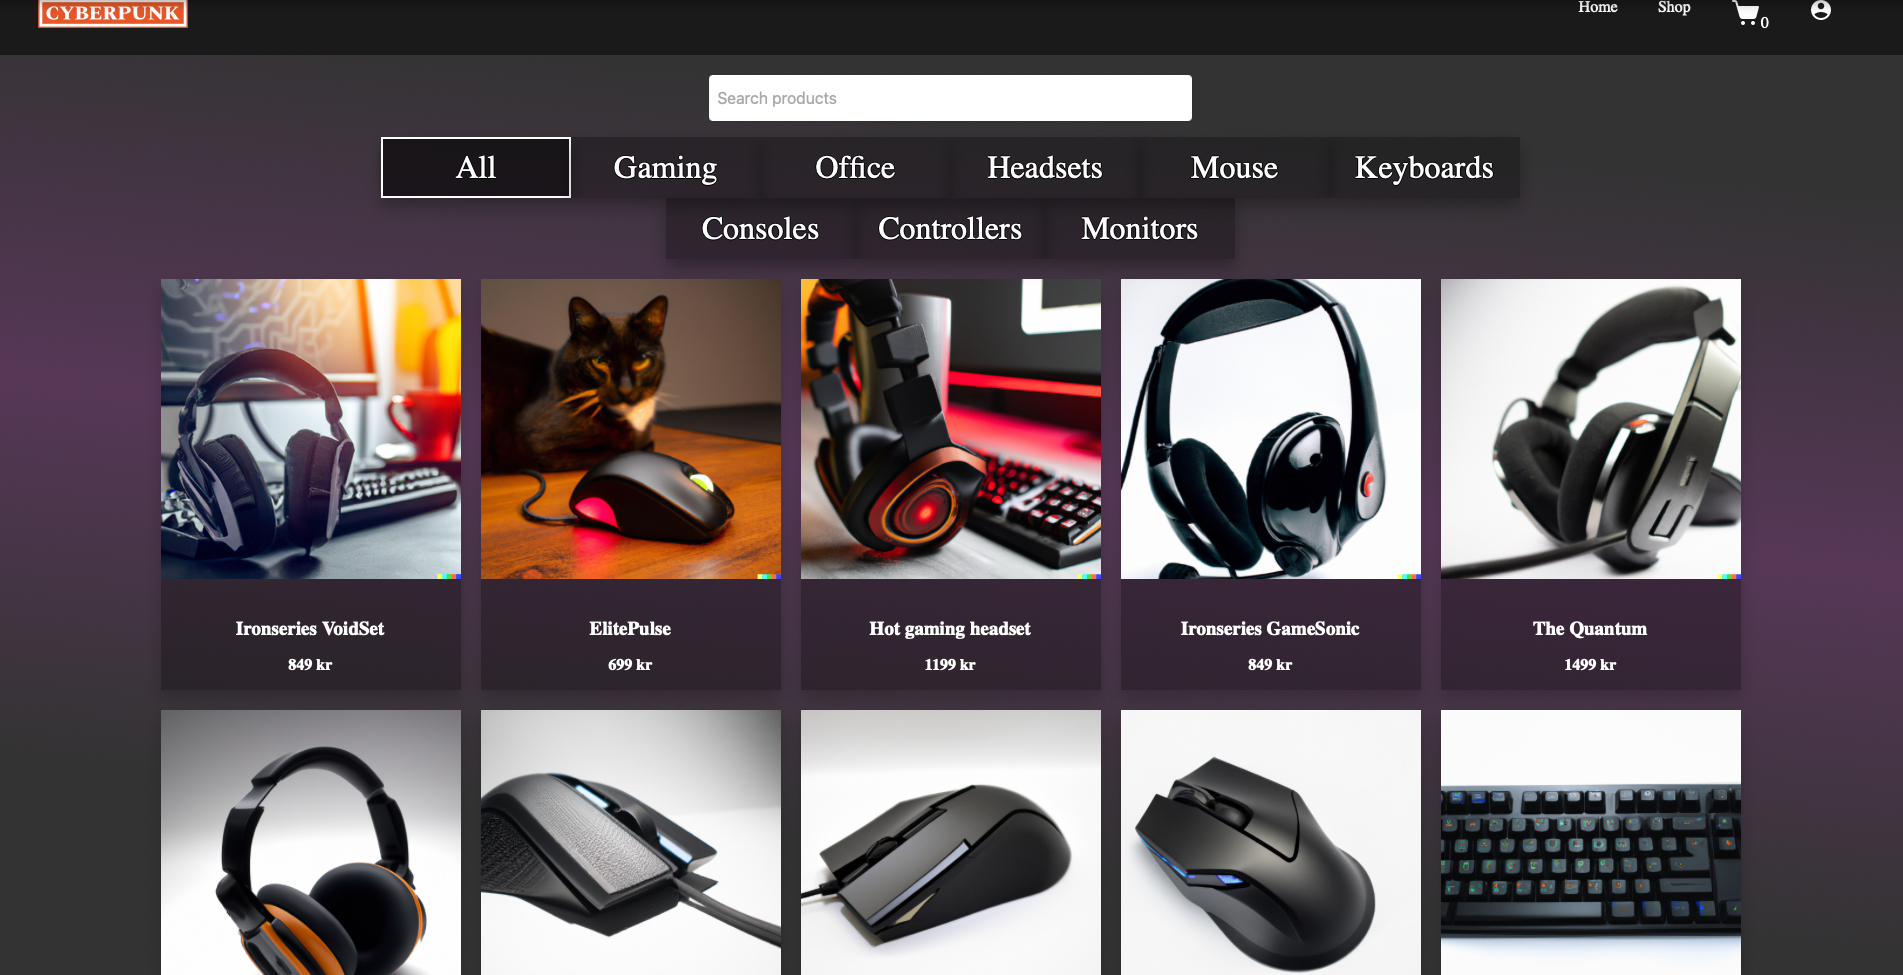 CYBERPUNK
Home Shop 0
Search products
All Gaming Office Headsets Mouse Keyboards
Consoles Controllers Monitors
Ironseries VoidSet
849 kr
ElitePulse
699 kr
Hot gaming headset
1199 kr
Ironseries GameSonic
849 kr
The Quantum
1499 kr